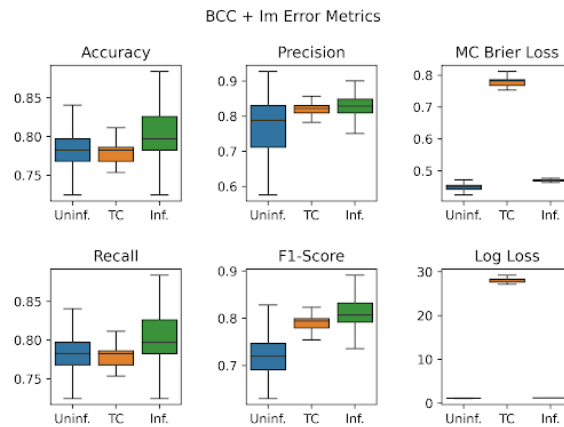 BCC + Im Error Metrics
Accuracy
0.85
0.80
0.75
Uninf. TC Inf.
Precision
0.9
0.8
0.7
0.6
Uninf. TC Inf.
MC Brier Loss
0.8
0.7
0.6
0.5
Uninf. TC Inf.
Recall
0.85
0.80
0.75
Uninf. TC Inf.
F1-Score
0.9
0.8
0.7
Uninf. TC Inf.
Log Loss
30
20
10
0
Uninf. TC Inf.